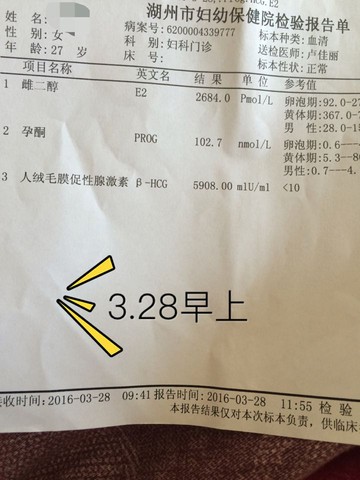 PROG/HCG.E2
湖州市妇幼保健院检验报告单
姓 名: 病案号: 6200004339777 标本种类: 血清
性 别: 女 科 别: 妇科门诊 送检医师: 卢佳丽
年 龄: 27 岁 床 号: 标本性状: 正常
项目名称 英文名 结 果 单 位 参考值
1 雌二醇 E2 2684.0 Pmol/L 卵泡期: 92.0-27
黄体期: 367.0-7
男 性: 28.0-15
2 孕酮 PROG 102.7 nmol/L 卵泡期: 0.6--4
黄体期: 5.3--86
男性: 0.7--4.
3 人绒毛膜促性腺激素 β-HCG 5908.00 mlU/ml <10
3.28早上
接收时间: 2016-03-28 09:41 报告时间: 2016-03-28 11:55 检 验
本报告结果仅对本次标本负责, 供临床